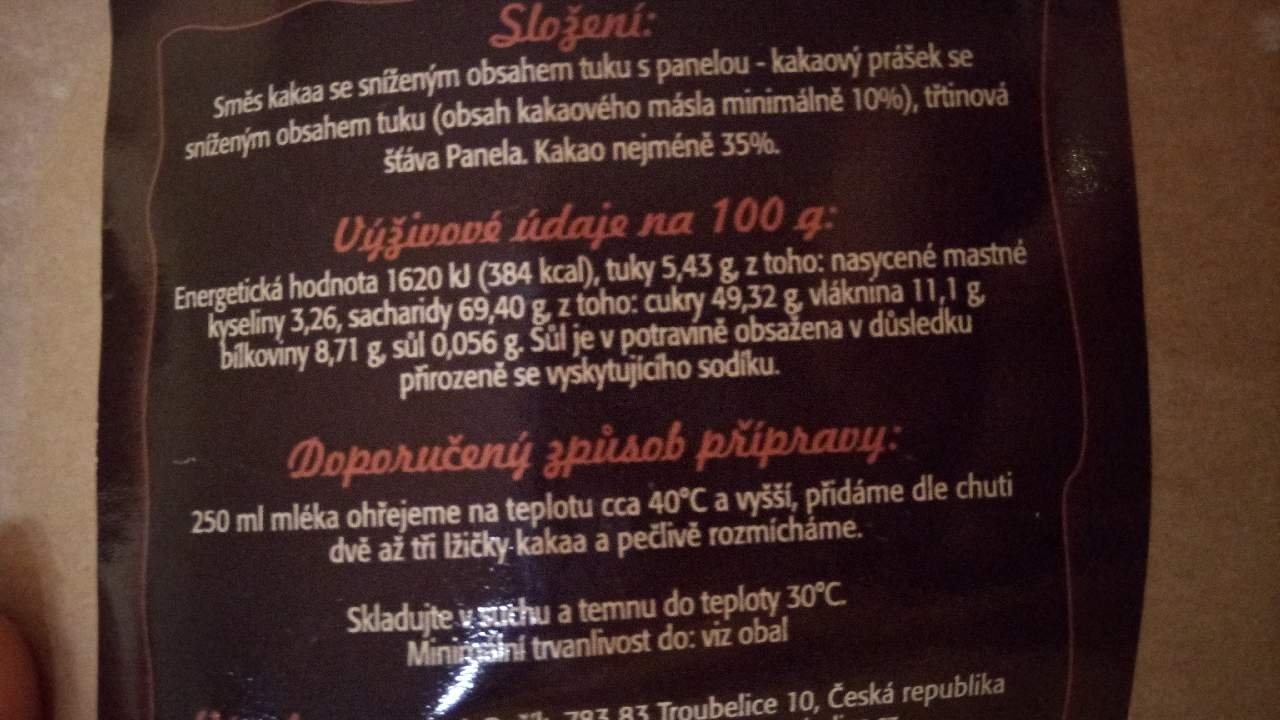 Složení:
Směs kakaa se sníženým obsahem tuku s panelou - kakaový prášek se
sníženým obsahem tuku (obsah kakaového másla minimálně 10%), třtinová
šťáva Panela. Kakao nejméně 35%.
Výživové údaje na 100 g:
Energetická hodnota 1620 kJ (384 kcal), tuky 5,43 g, z toho: nasycené mastné
kyseliny 3,26, sacharidy 69,40 g, z toho: cukry 49,32 g, vláknina 11,1 g,
bílkoviny 8,71 g, sůl 0,056 g. Sůl je v potravině obsažena v důsledku
přirozeně se vyskytujícího sodíku.
Doporučený způsob přípravy:
250 ml mléka ohřejeme na teplotu cca 40°C a vyšší, přidáme dle chuti
dvě až tři lžičky kakaa a pečlivě rozmícháme.
Skladujte v suchu a temnu do teploty 30°C.
Minimální trvanlivost do: viz obal
783 83 Troubelice 10, Česká republika